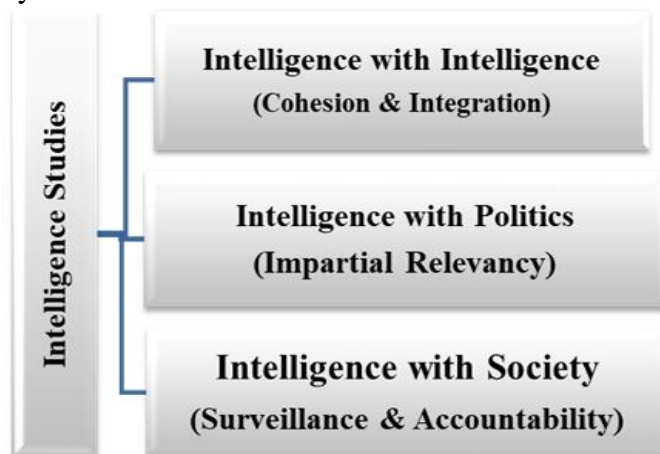 Intelligence Studies
Intelligence with Intelligence
(Cohesion & Integration)
Intelligence with Politics
(Impartial Relevancy)
Intelligence with Society
(Surveillance & Accountability)